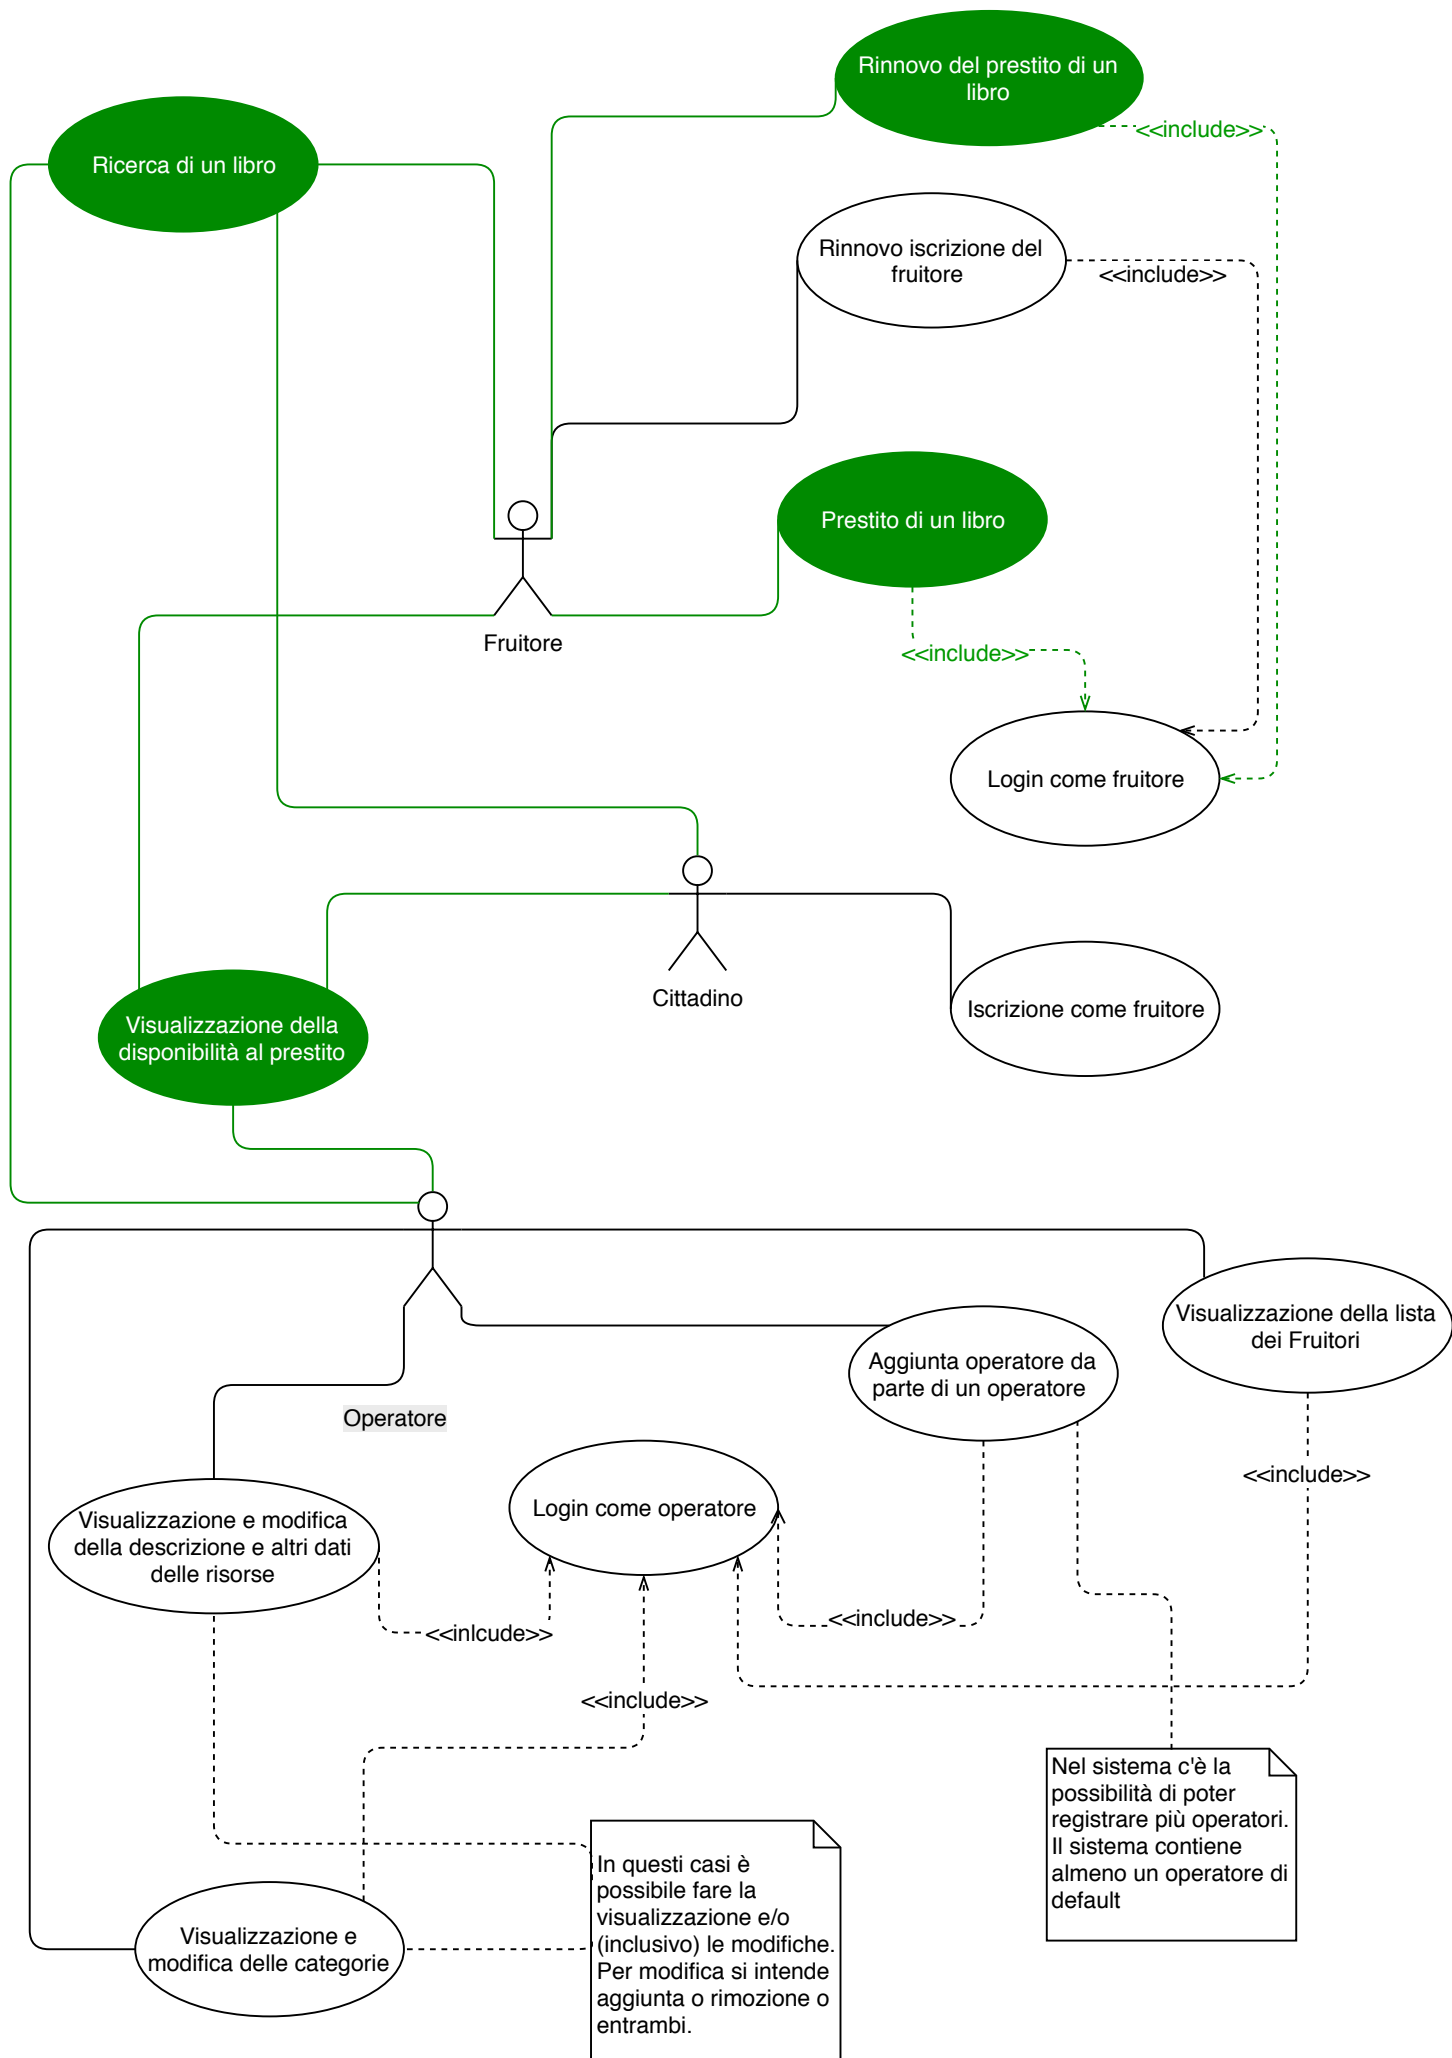 Rinnovo del prestito di un
libro
<<include>>
Ricerca di un libro
Rinnovo iscrizione del
fruitore
<<include>>
Prestito di un libro
Fruitore
<<include>>
Login come fruitore
Cittadino
Iscrizione come fruitore
Visualizzazione della
disponibilità al prestito
Visualizzazione della lista
dei Fruitori
Aggiunta operatore da
parte di un operatore
Operatore
<<include>>
Login come operatore
Visualizzazione e modifica
della descrizione e altri dati
delle risorse
<<inlcude>>
<<include>>
<<include>>
Nel sistema c'è la
possibilità di poter
registrare più operatori.
Il sistema contiene
almeno un operatore di
default
In questi casi è
possibile fare la
visualizzazione e/o
(inclusivo) le modifiche.
Per modifica si intende
aggiunta o rimozione o
entrambi.
Visualizzazione e
modifica delle categorie